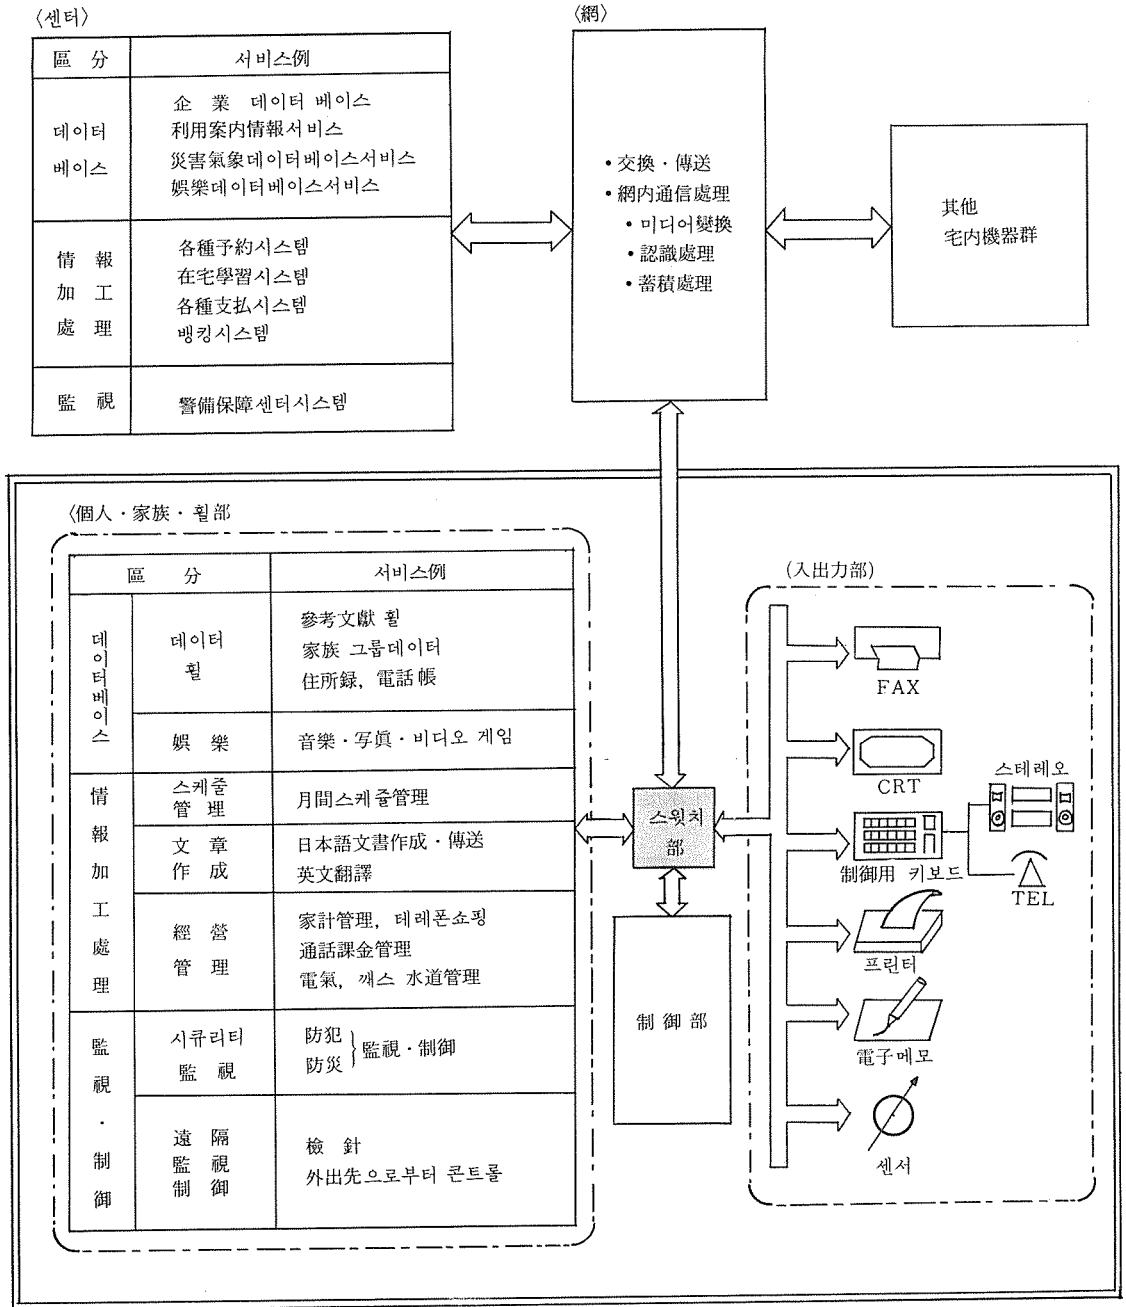 〈센터〉
區 分 서비스例
데이터
베이스
企 業 데이터 베이스
利用案内情報서비스
災害氣象데이터베이스서비스
娯樂데이터베이스서비스
情 報
加 工
處 理
各種予約시스템
在宅學習시스템
各種支払시스템
뱅킹시스템
監 視 警備保障센터시스템
〈網〉
• 交換・傳送
• 網内通信處理
• 미디어變換
• 認識處理
• 蓄積處理
其他
宅内機器群
〈個人・家族・휠部
區 分 서비스例
데이터베이스
데이터
휠
參考文獻 휠
家族 그룹데이터
住所録, 電話帳
娯 樂 音樂・写眞・비디오 게임
情報加工處理
스케줄
管 理
月間스케쥴管理
文 章
作 成
日本語文書作成・傳送
英文翻譯
經 營
管 理
家計管理, 테레폰쇼핑
通話課金管理
電氣, 깨스 水道管理
監視・制御
시큐리티
監 視
防犯
防災
監視・制御
遠 隔
監 視
制 御
檢 針
外出先으로부터 콘트롤
스윗치
部
制 御 部
(入出力部)
FAX
CRT
스테레오
制御用 키보드
TEL
프린터
電子메모
센서